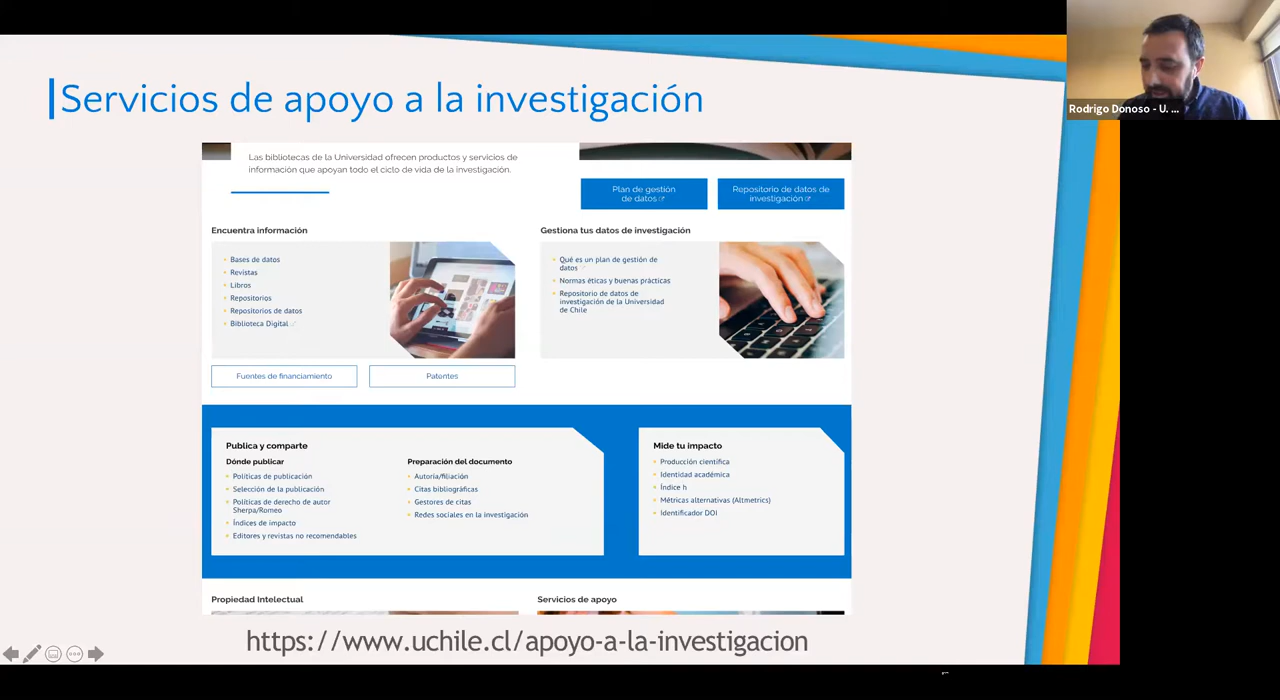 Servicios de apoyo a la investigación
Rodrigo Donoso - U. ...
Las bibliotecas de la Universidad ofrecen productos y servicios de
información que apoyan todo el ciclo de vida de la investigación.
Plan de gestión
de datos
Repositorio de datos de
investigación
Encuentra información
Bases de datos
Revistas
Libros
Repositorios
Repositorios de datos
Biblioteca Digital
Fuentes de financiamiento
Patentes
Gestiona tus datos de investigación
Qué es un plan de gestión de
datos
Normas éticas y buenas prácticas
Repositorio de datos de
investigación de la Universidad
de Chile
Publica y comparte
Dónde publicar
Políticas de publicación
Selección de la publicación
Políticas de derecho de autor
Sherpa/Romeo
Índices de impacto
Editores y revistas no recomendables
Preparación del documento
Autoría/filiación
Citas bibliográficas
Gestores de citas
Redes sociales en la investigación
Mide tu impacto
Producción científica
Identidad académica
Índice h
Métricas alternativas (Altmetrics)
Identificador DOI
Propiedad Intelectual
Servicios de apoyo
https://www.uchile.cl/apoyo-a-la-investigacion